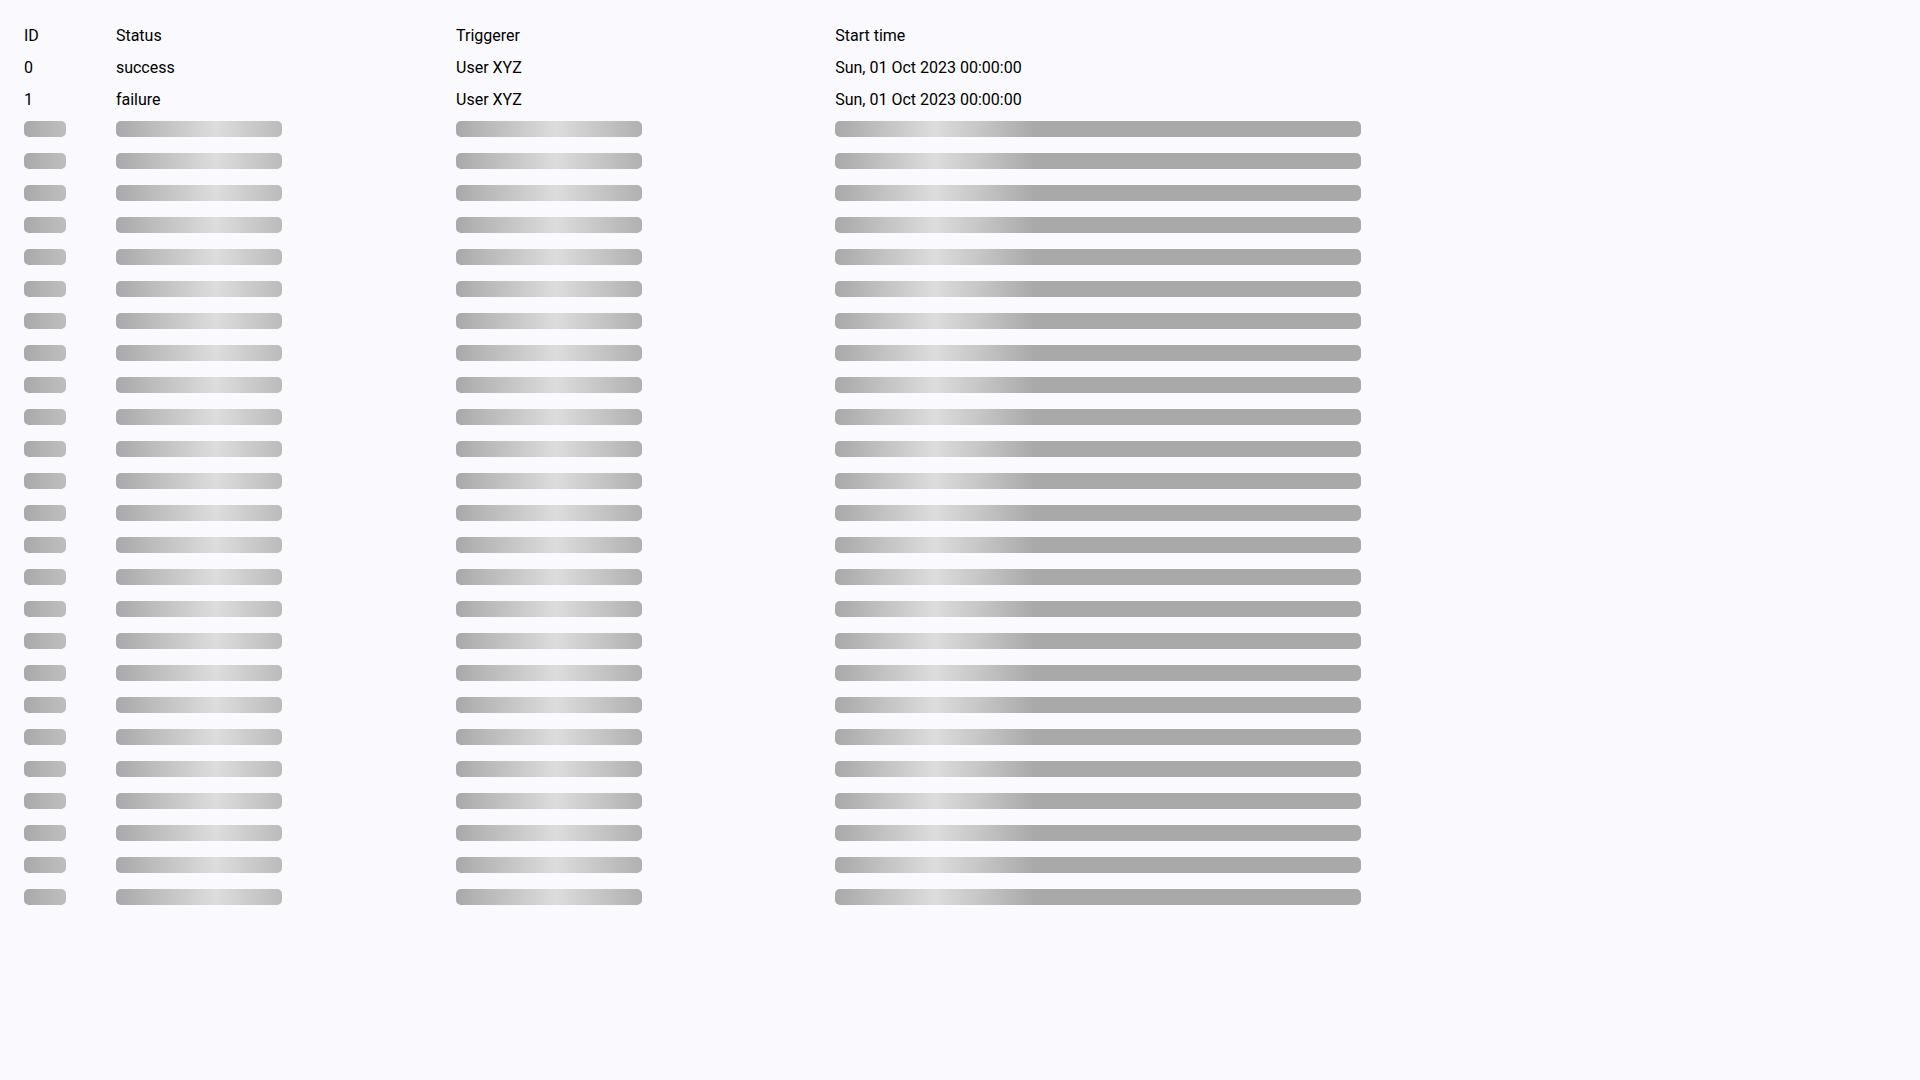 ID Status Triggerer Start time
0 success User XYZ Sun, 01 Oct 2023 00:00:00
1 failure User XYZ Sun, 01 Oct 2023 00:00:00